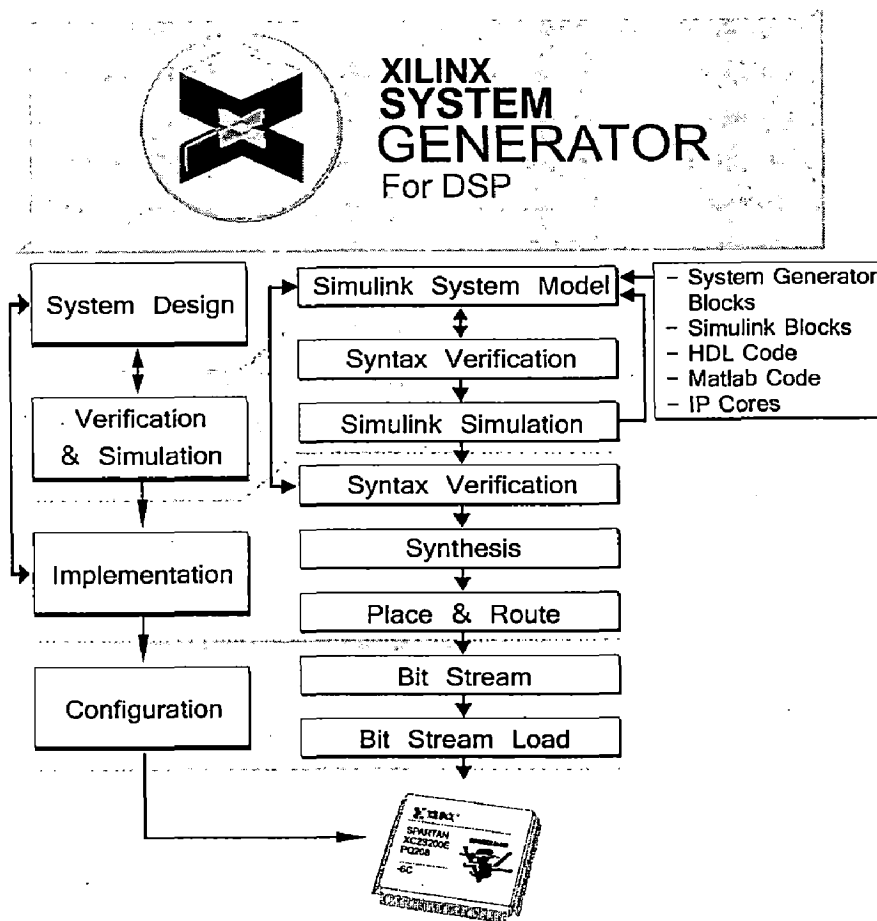 XILINX
SYSTEM
GENERATOR
For DSP
System Design
Verification
& Simulation
Implementation
Configuration
Simulink System Model
Syntax Verification
Simulink Simulation
Syntax Verification
Synthesis
Place & Route
Bit Stream
Bit Stream Load
– System Generator
Blocks
– Simulink Blocks
– HDL Code
– Matlab Code
– IP Cores
XILINX
SPARTAN
XC2S200E
PQ208
-6C